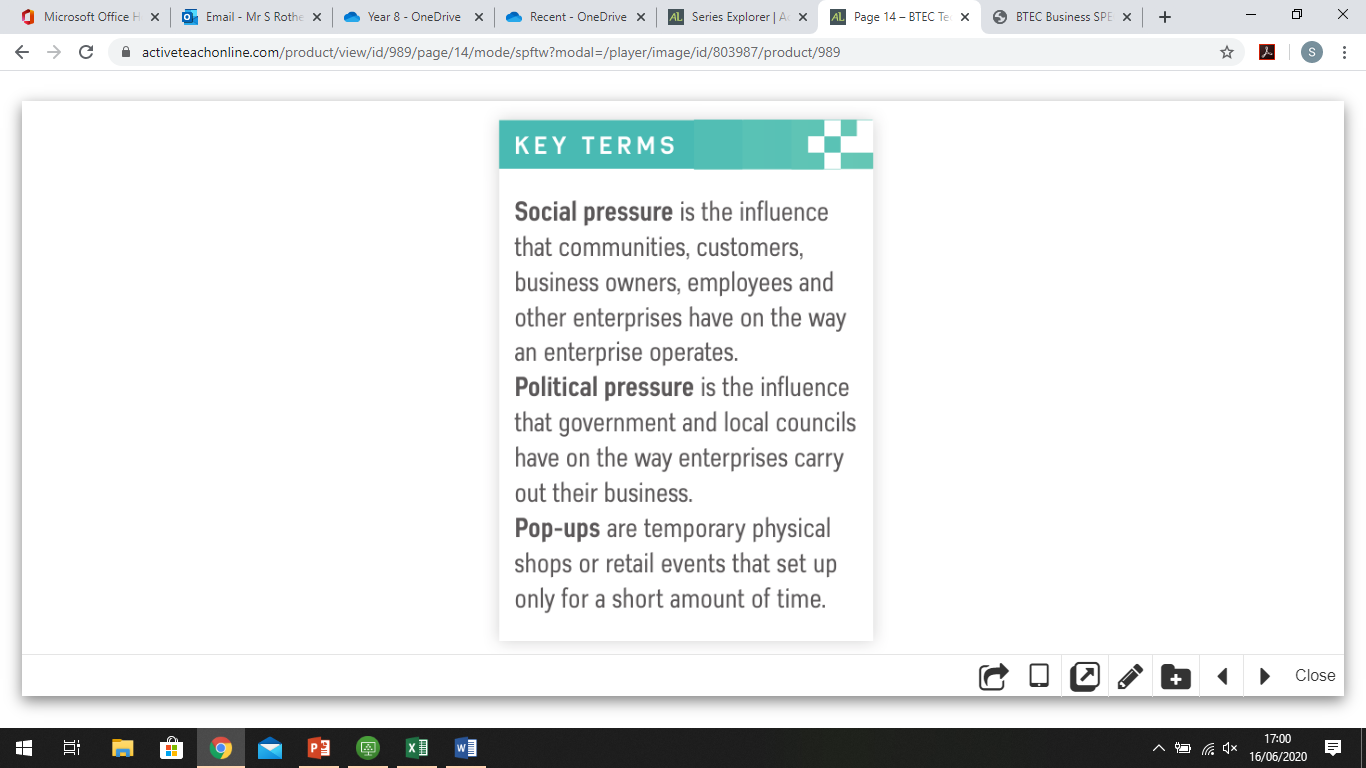 Microsoft Office H
Email - Mr S Rothe
Year 8 - OneDrive
Recent - OneDrive
Series Explorer | A
Page 14 – BTEC Te
BTEC Business SPE
activeteachonline.com/product/view/id/989/page/14/mode/spftw?modal=/player/image/id/803987/product/989
S
KEY TERMS
Social pressure is the influence
that communities, customers,
business owners, employees and
other enterprises have on the way
an enterprise operates.
Political pressure is the influence
that government and local councils
have on the way enterprises carry
out their business.
Pop-ups are temporary physical
shops or retail events that set up
only for a short amount of time.
Close
17:00
16/06/2020